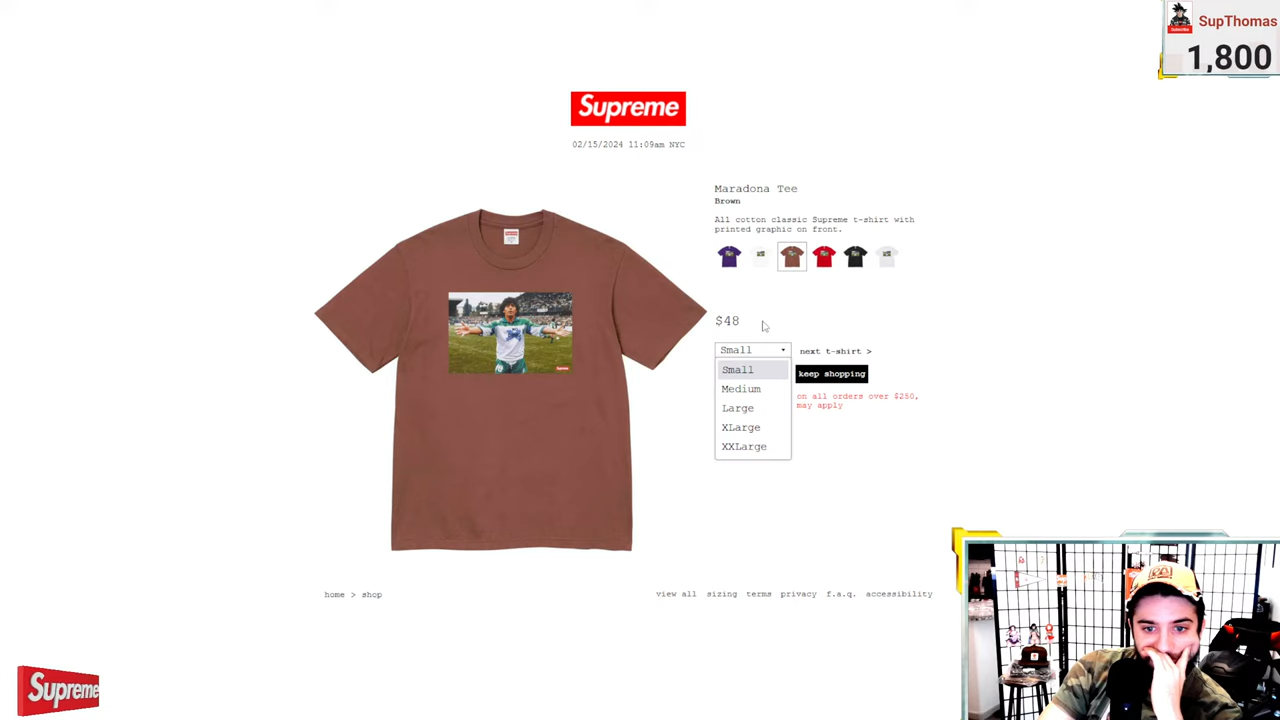 SupThomas
1,800
Supreme
02/15/2024 11:09am NYC
Maradona Tee
Brown
All cotton classic Supreme t-shirt with
printed graphic on front.
$48
Small
next t-shirt >
Small
Medium
Large
XLarge
XXLarge
keep shopping
on all orders over $250,
may apply
home > shop
view all sizing terms privacy f.a.q. accessibility
Supreme